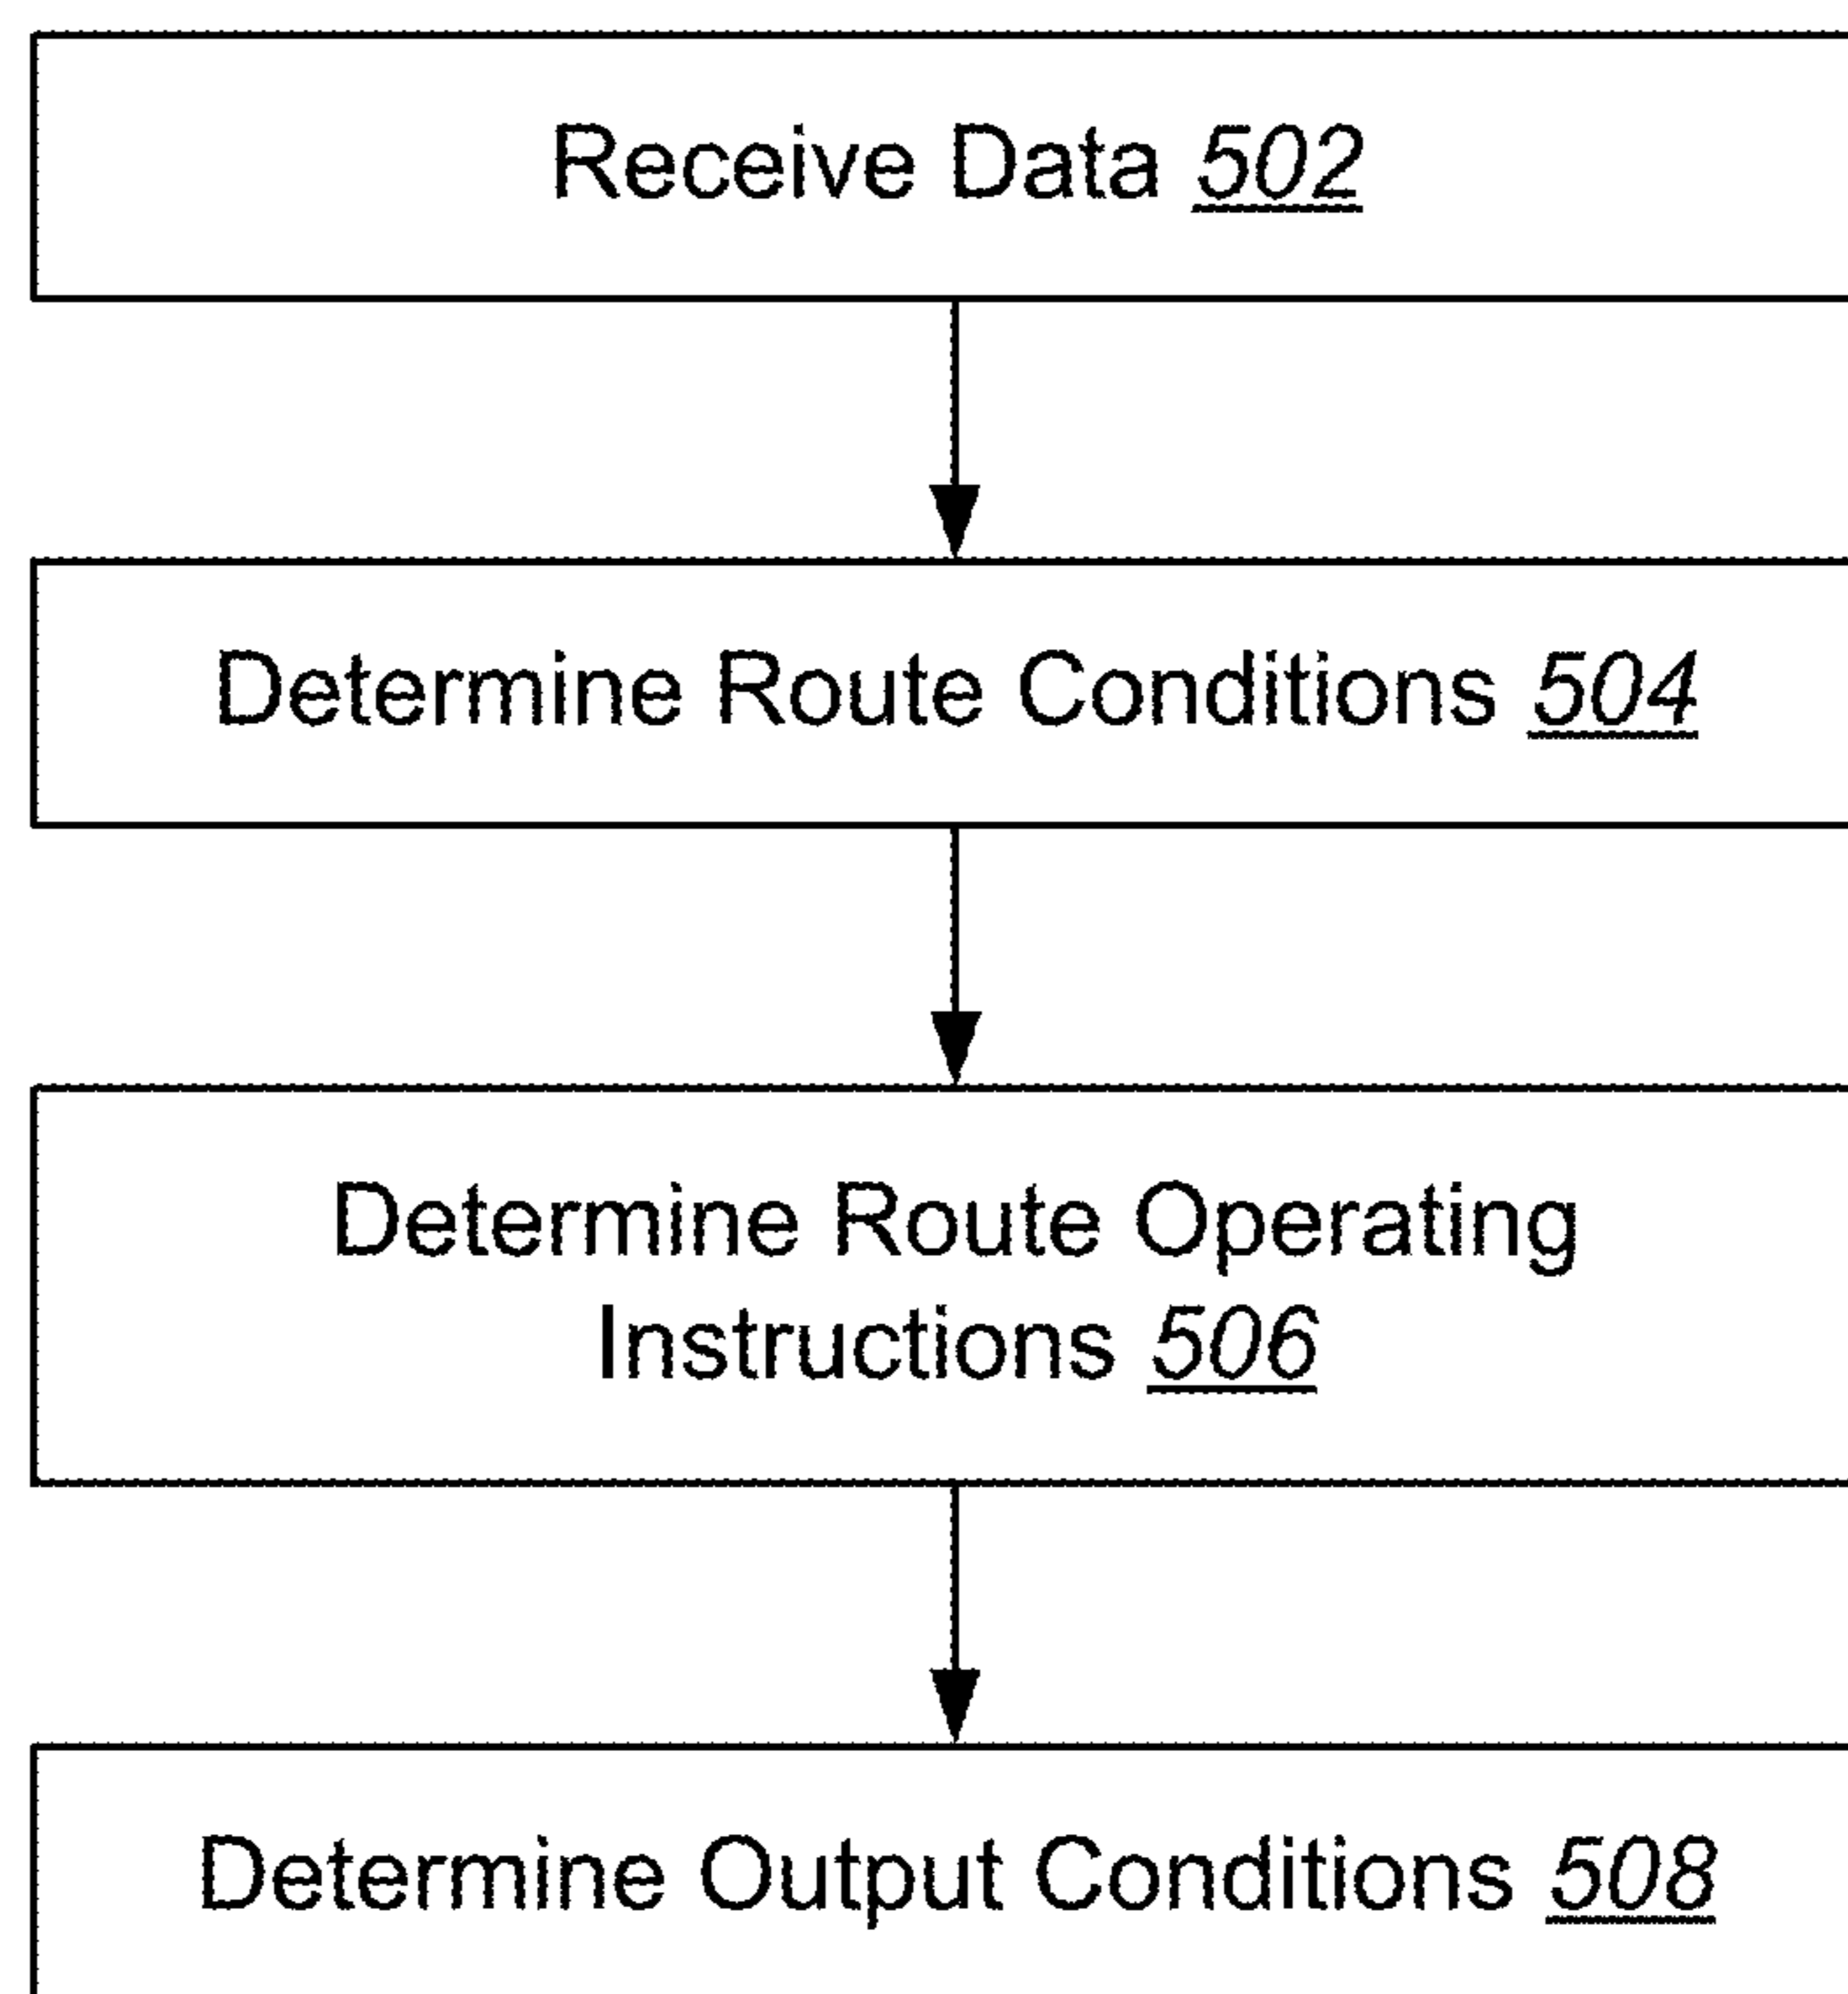 Receive Data 502
Determine Route Conditions 504
Determine Route Operating
Instructions 506
Determine Output Conditions 508